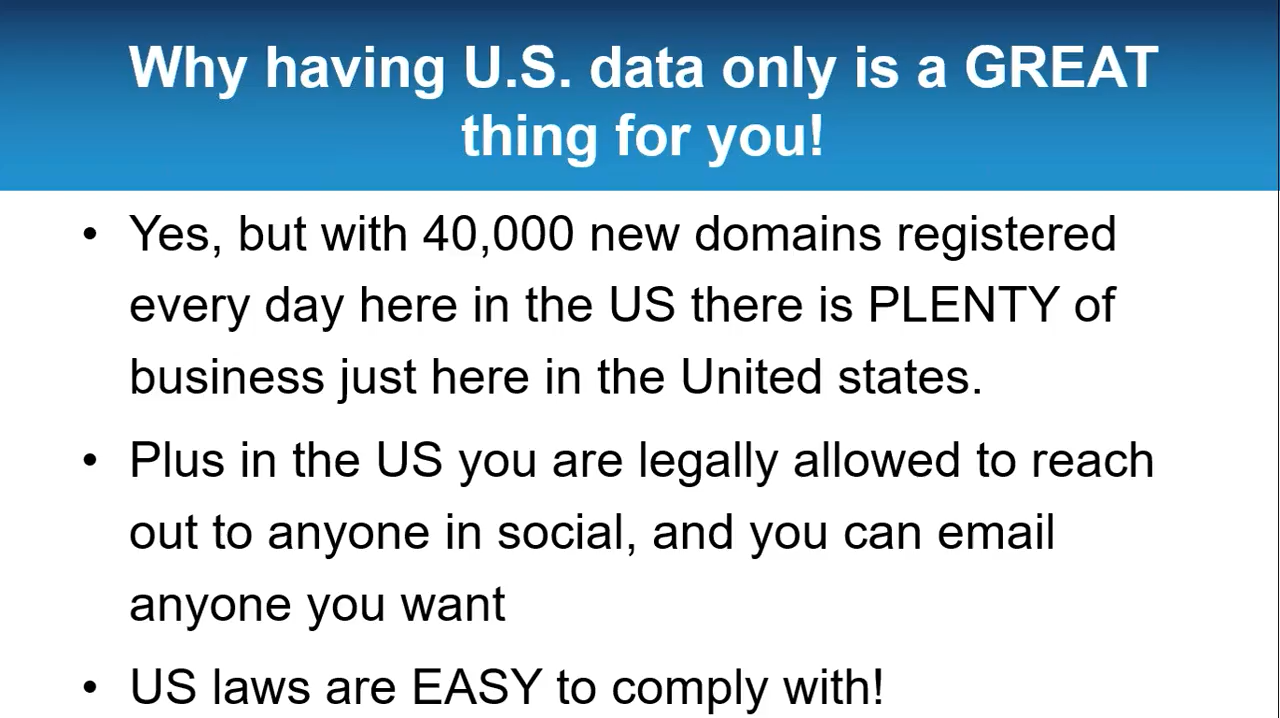 Why having U.S. data only is a GREAT
thing for you!
• Yes, but with 40,000 new domains registered
every day here in the US there is PLENTY of
business just here in the United states.
• Plus in the US you are legally allowed to reach
out to anyone in social, and you can email
anyone you want
• US laws are EASY to comply with!